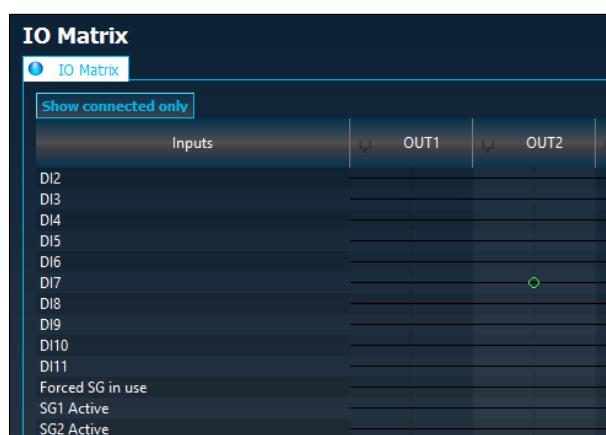 IO Matrix
IO Matrix
Show connected only
Inputs OUT1 OUT2
DI2
DI3
DI4
DI5
DI6
DI7
DI8
DI9
DI10
DI11
Forced SG in use
SG1 Active
SG2 Active